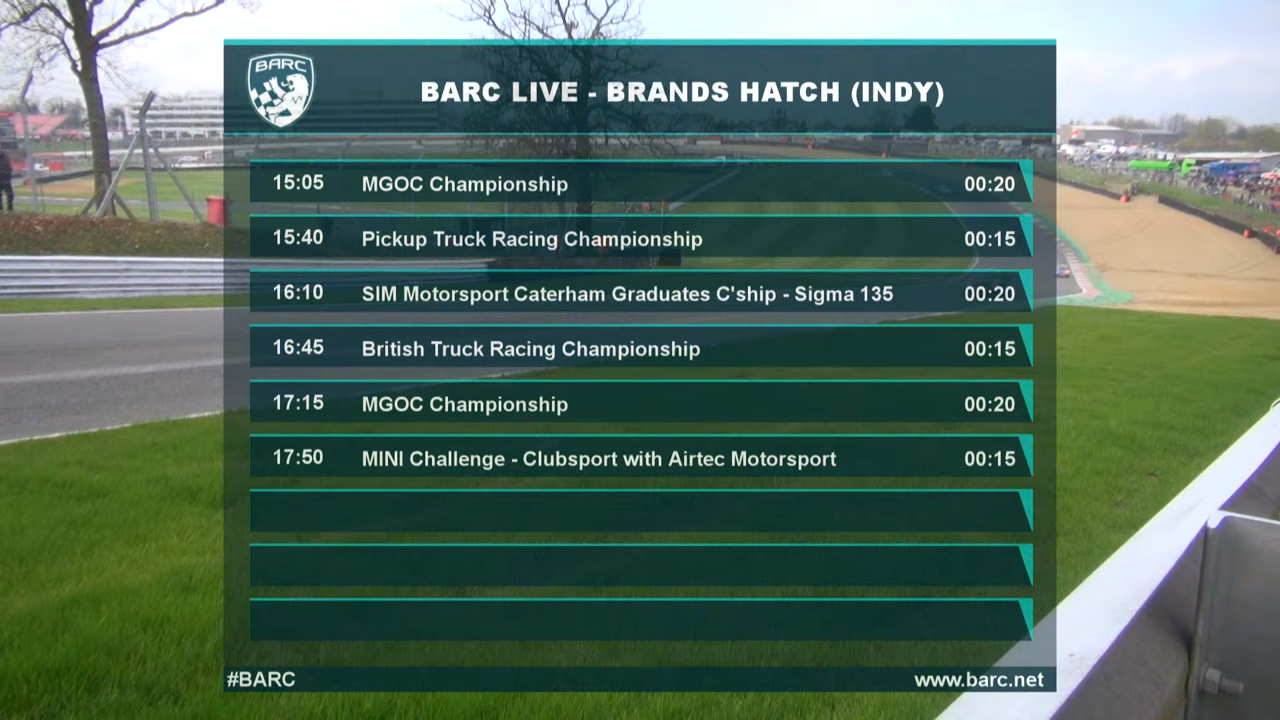 BARC
BARC LIVE - BRANDS HATCH (INDY)
15:05 MGOC Championship 00:20
15:40 Pickup Truck Racing Championship 00:15
16:10 SIM Motorsport Caterham Graduates C'ship - Sigma 135 00:20
16:45 British Truck Racing Championship 00:15
17:15 MGOC Championship 00:20
17:50 MINI Challenge - Clubsport with Airtec Motorsport 00:15
#BARC www.barc.net